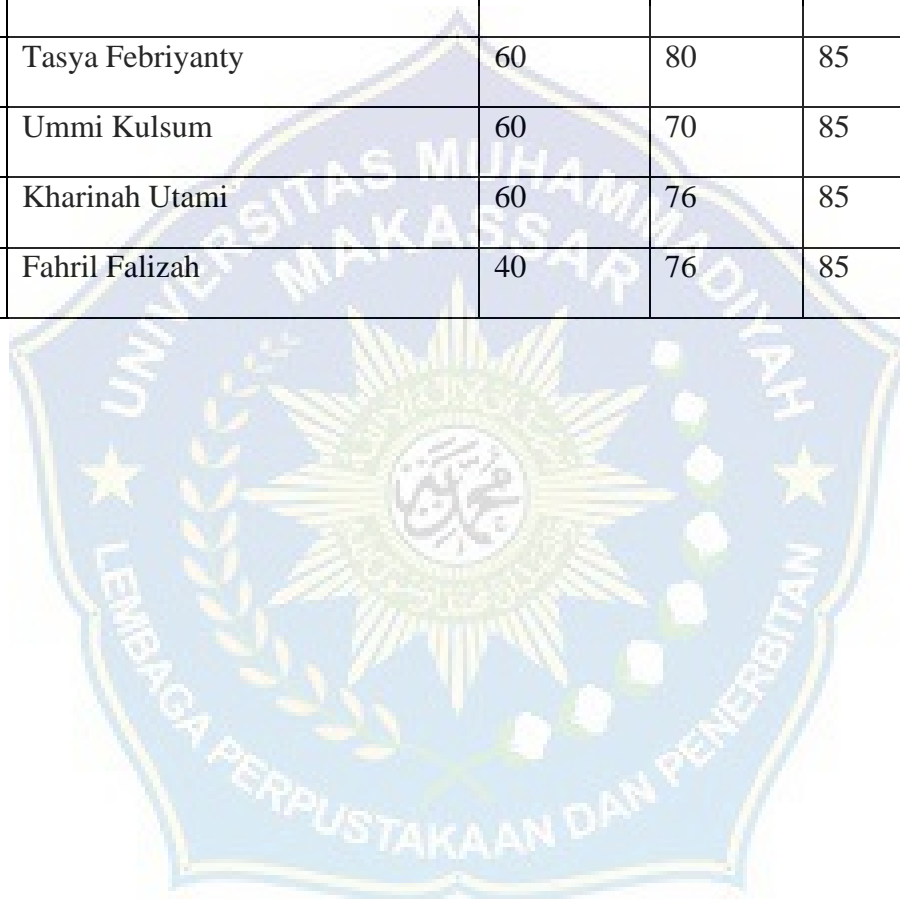 Tasya Febriyanty 60 80 85
Ummi Kulsum 60 70 85
Kharinah Utami 60 76 85
Fahril Falizah 40 76 85
UNIVERSITAS MUHAMMADIYAH
MAKASSAR
محمد
LEMBAGA PERPUSTAKAAN DAN PENERBITAN